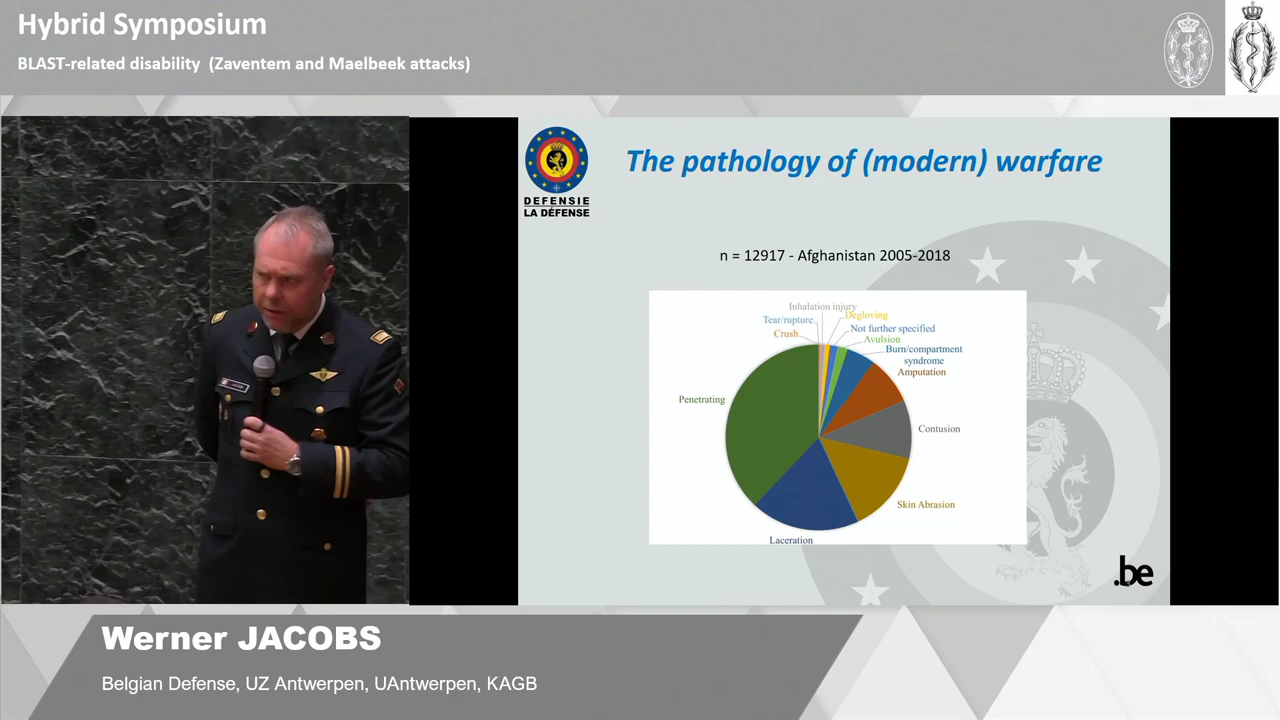 Hybrid Symposium
BLAST-related disability (Zaventem and Maelbeek attacks)
DEFENSIE
LA DÉFENSE
The pathology of (modern) warfare
n = 12917 - Afghanistan 2005-2018
Inhalation injury
Degloving
Tear/rupture
Not further specified
Crush
Avulsion
Burn/compartment
syndrome
Amputation
Penetrating
Contusion
Skin Abrasion
Laceration
.be
Werner JACOBS
Belgian Defense, UZ Antwerpen, UAntwerpen, KAGB